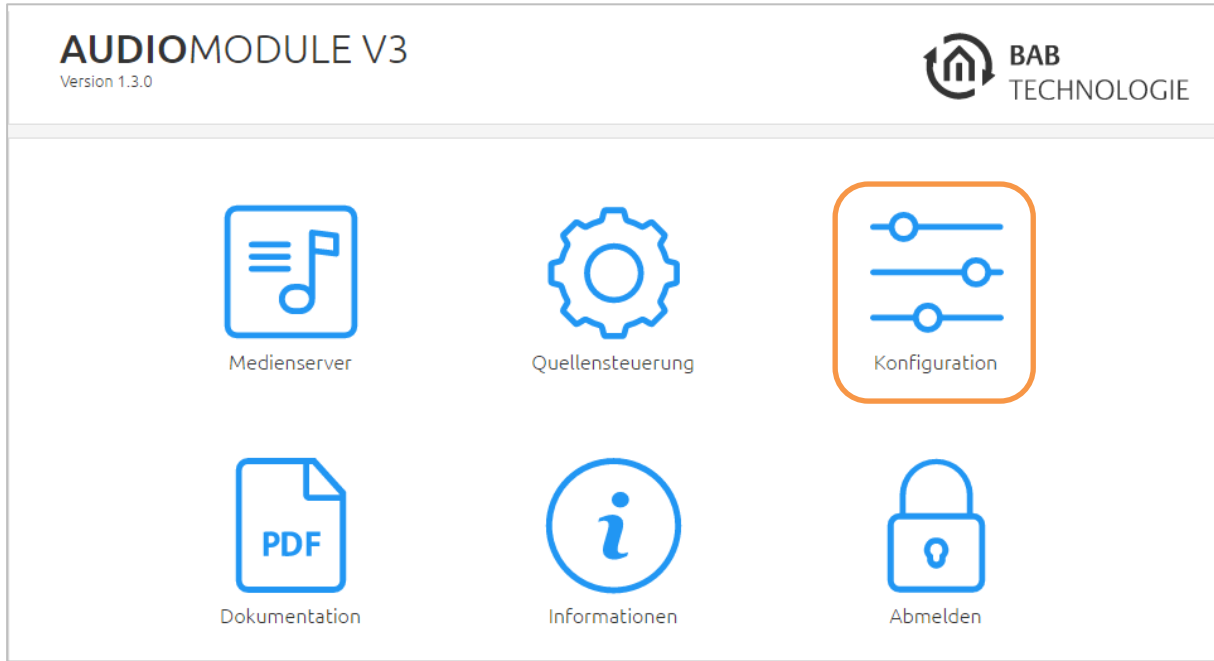 AUDIOMODULE V3
Version 1.3.0
BAB
TECHNOLOGIE
Medienserver
Quellensteuerung
Konfiguration
PDF
i
Dokumentation
Informationen
Abmelden